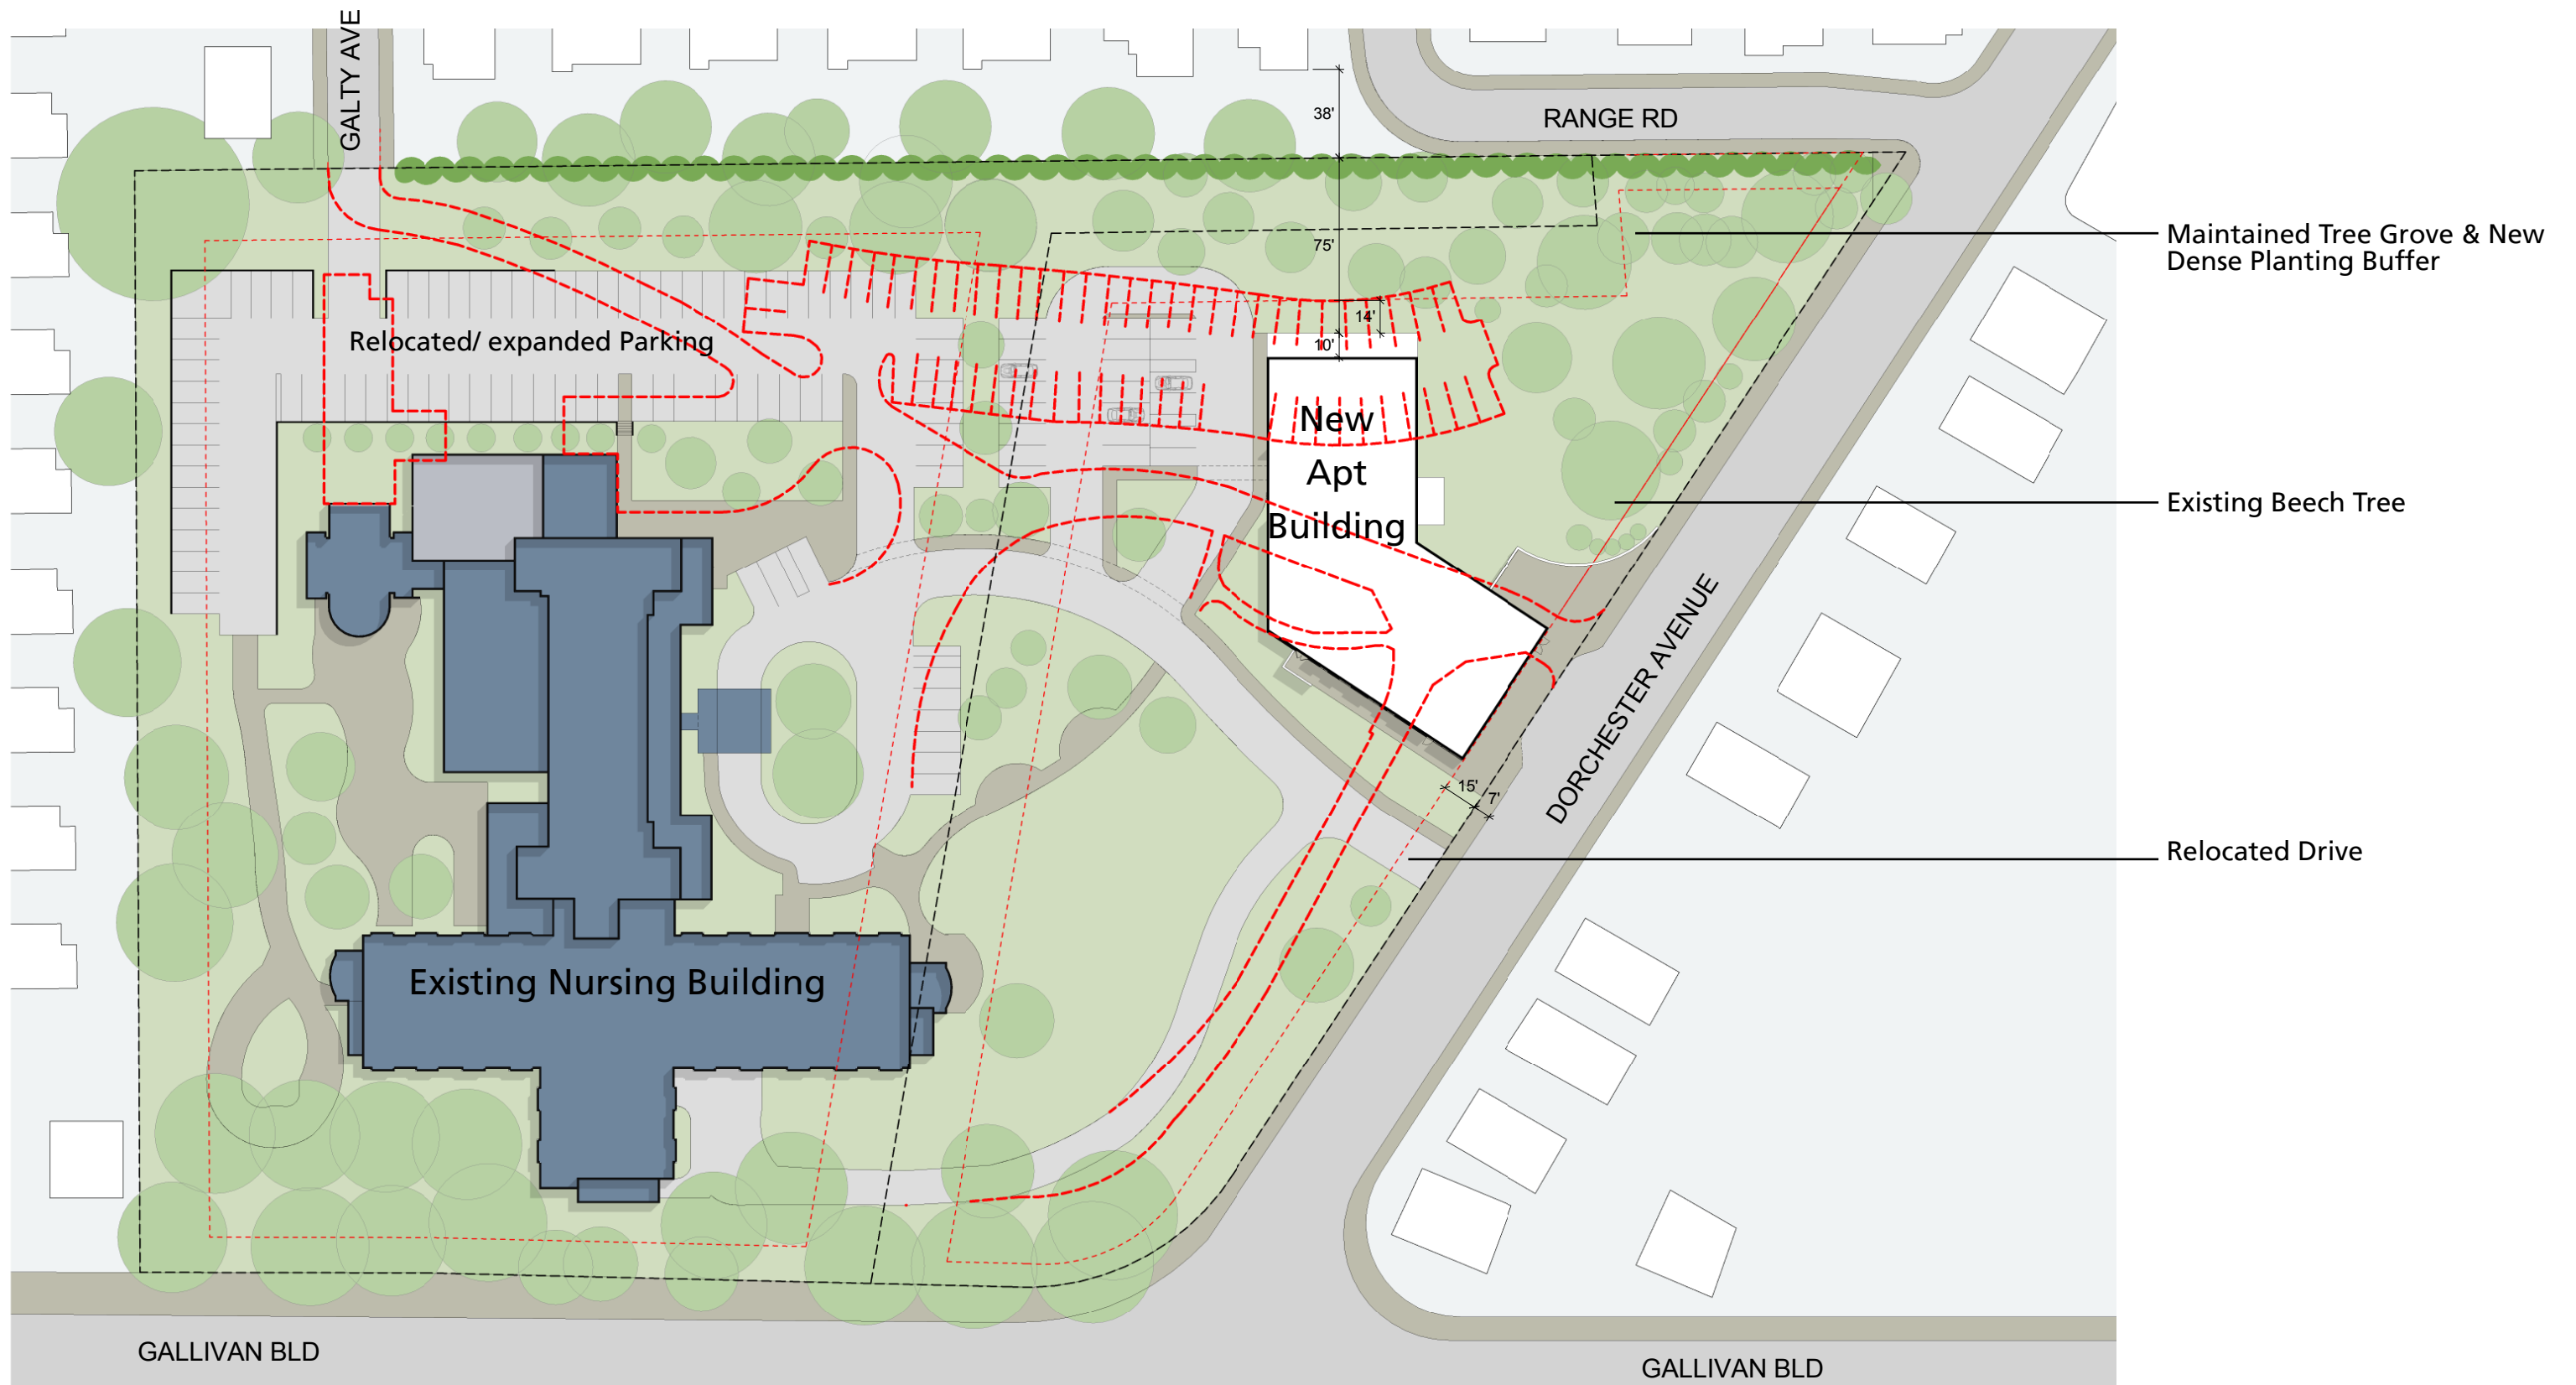 GALTY AVE
RANGE RD
38'
75'
14'
10'
Maintained Tree Grove & New
Dense Planting Buffer
Relocated/ expanded Parking
New
Apt
Building
Existing Beech Tree
DORCHESTER AVENUE
15'
7'
Relocated Drive
Existing Nursing Building
GALLIVAN BLD
GALLIVAN BLD